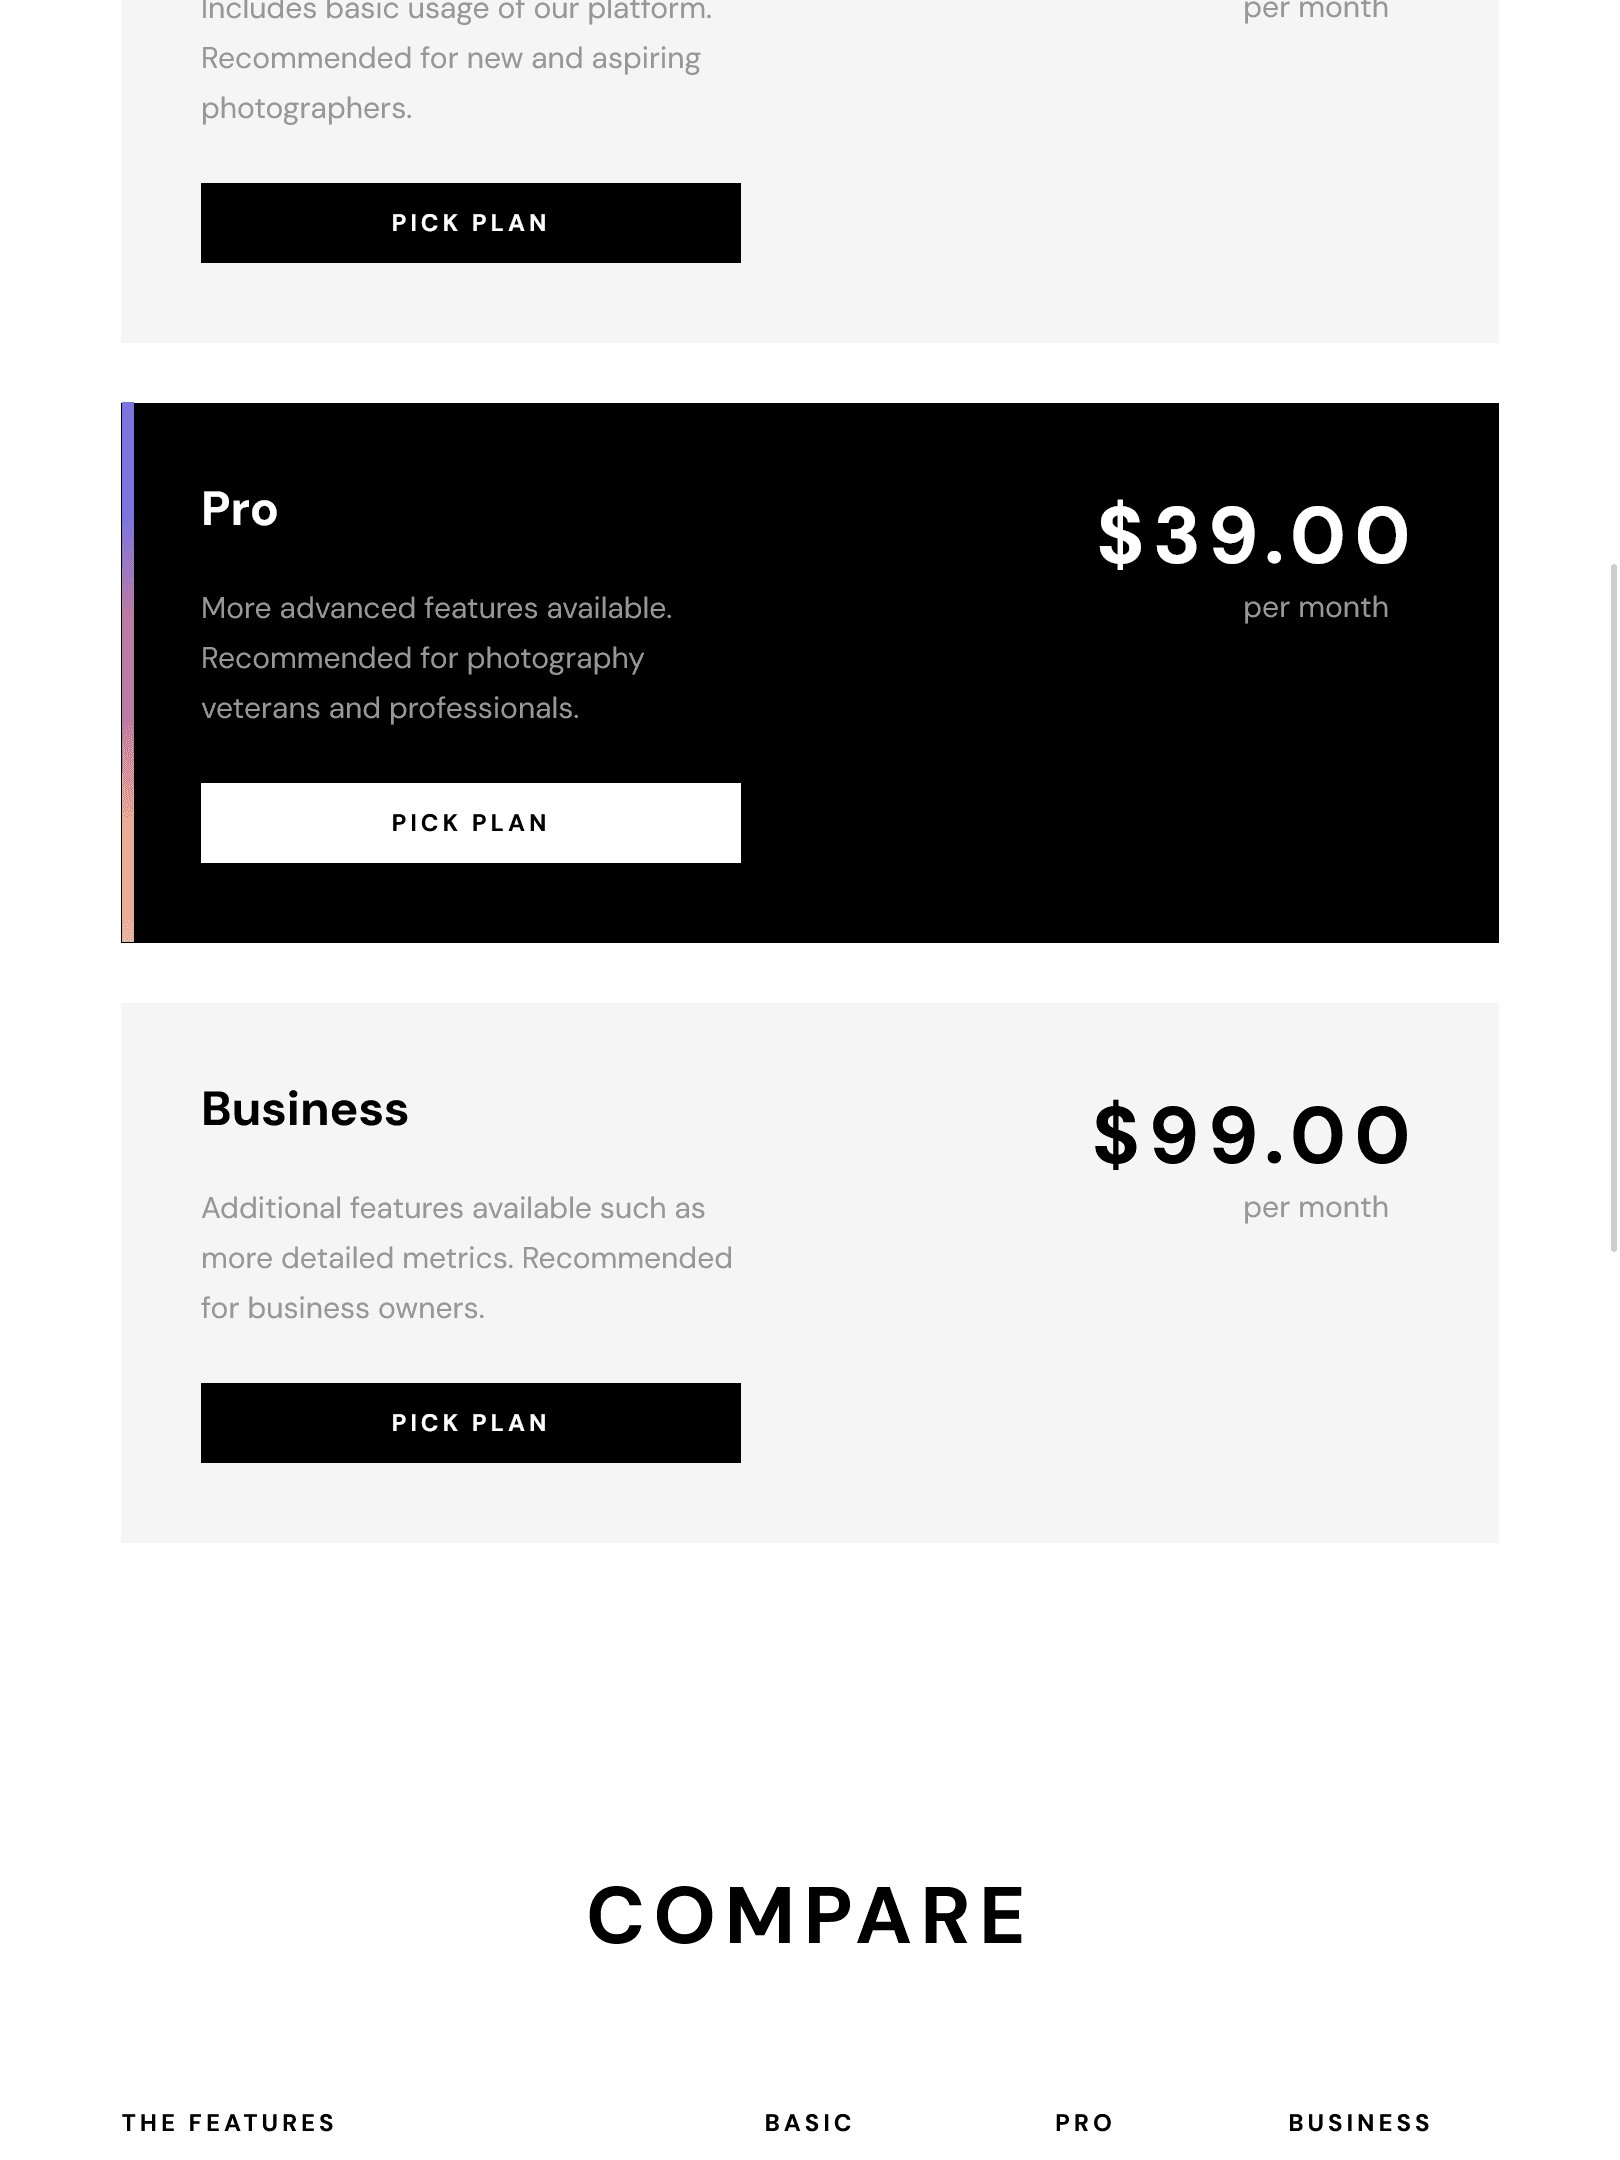 Includes basic usage of our platform.
per month
Recommended for new and aspiring
photographers.
PICK PLAN
Pro
$39.00
per month
More advanced features available.
Recommended for photography
veterans and professionals.
PICK PLAN
Business
$99.00
per month
Additional features available such as
more detailed metrics. Recommended
for business owners.
PICK PLAN
COMPARE
THE FEATURES BASIC PRO BUSINESS